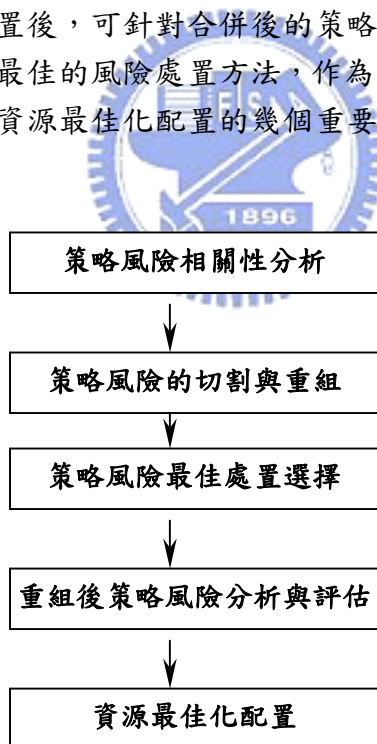 置後，可針對合併後的策略
最佳的風險處置方法，作為
資源最佳化配置的幾個重要
1896
策略風險相關性分析
策略風險的切割與重組
策略風險最佳處置選擇
重組後策略風險分析與評估
資源最佳化配置